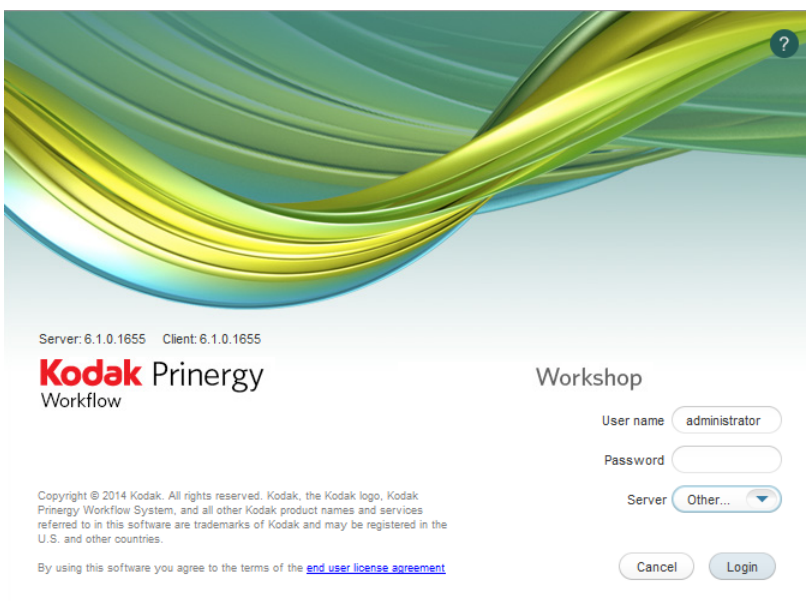 ?
Server: 6.1.0.1655 Client: 6.1.0.1655
Kodak Prinergy
Workflow
Workshop
User name administrator
Password
Server Other...
Copyright © 2014 Kodak. All rights reserved. Kodak, the Kodak logo, Kodak
Prinergy Workflow System, and all other Kodak product names and services
referred to in this software are trademarks of Kodak and may be registered in the
U.S. and other countries.
By using this software you agree to the terms of the end user license agreement
Cancel Login